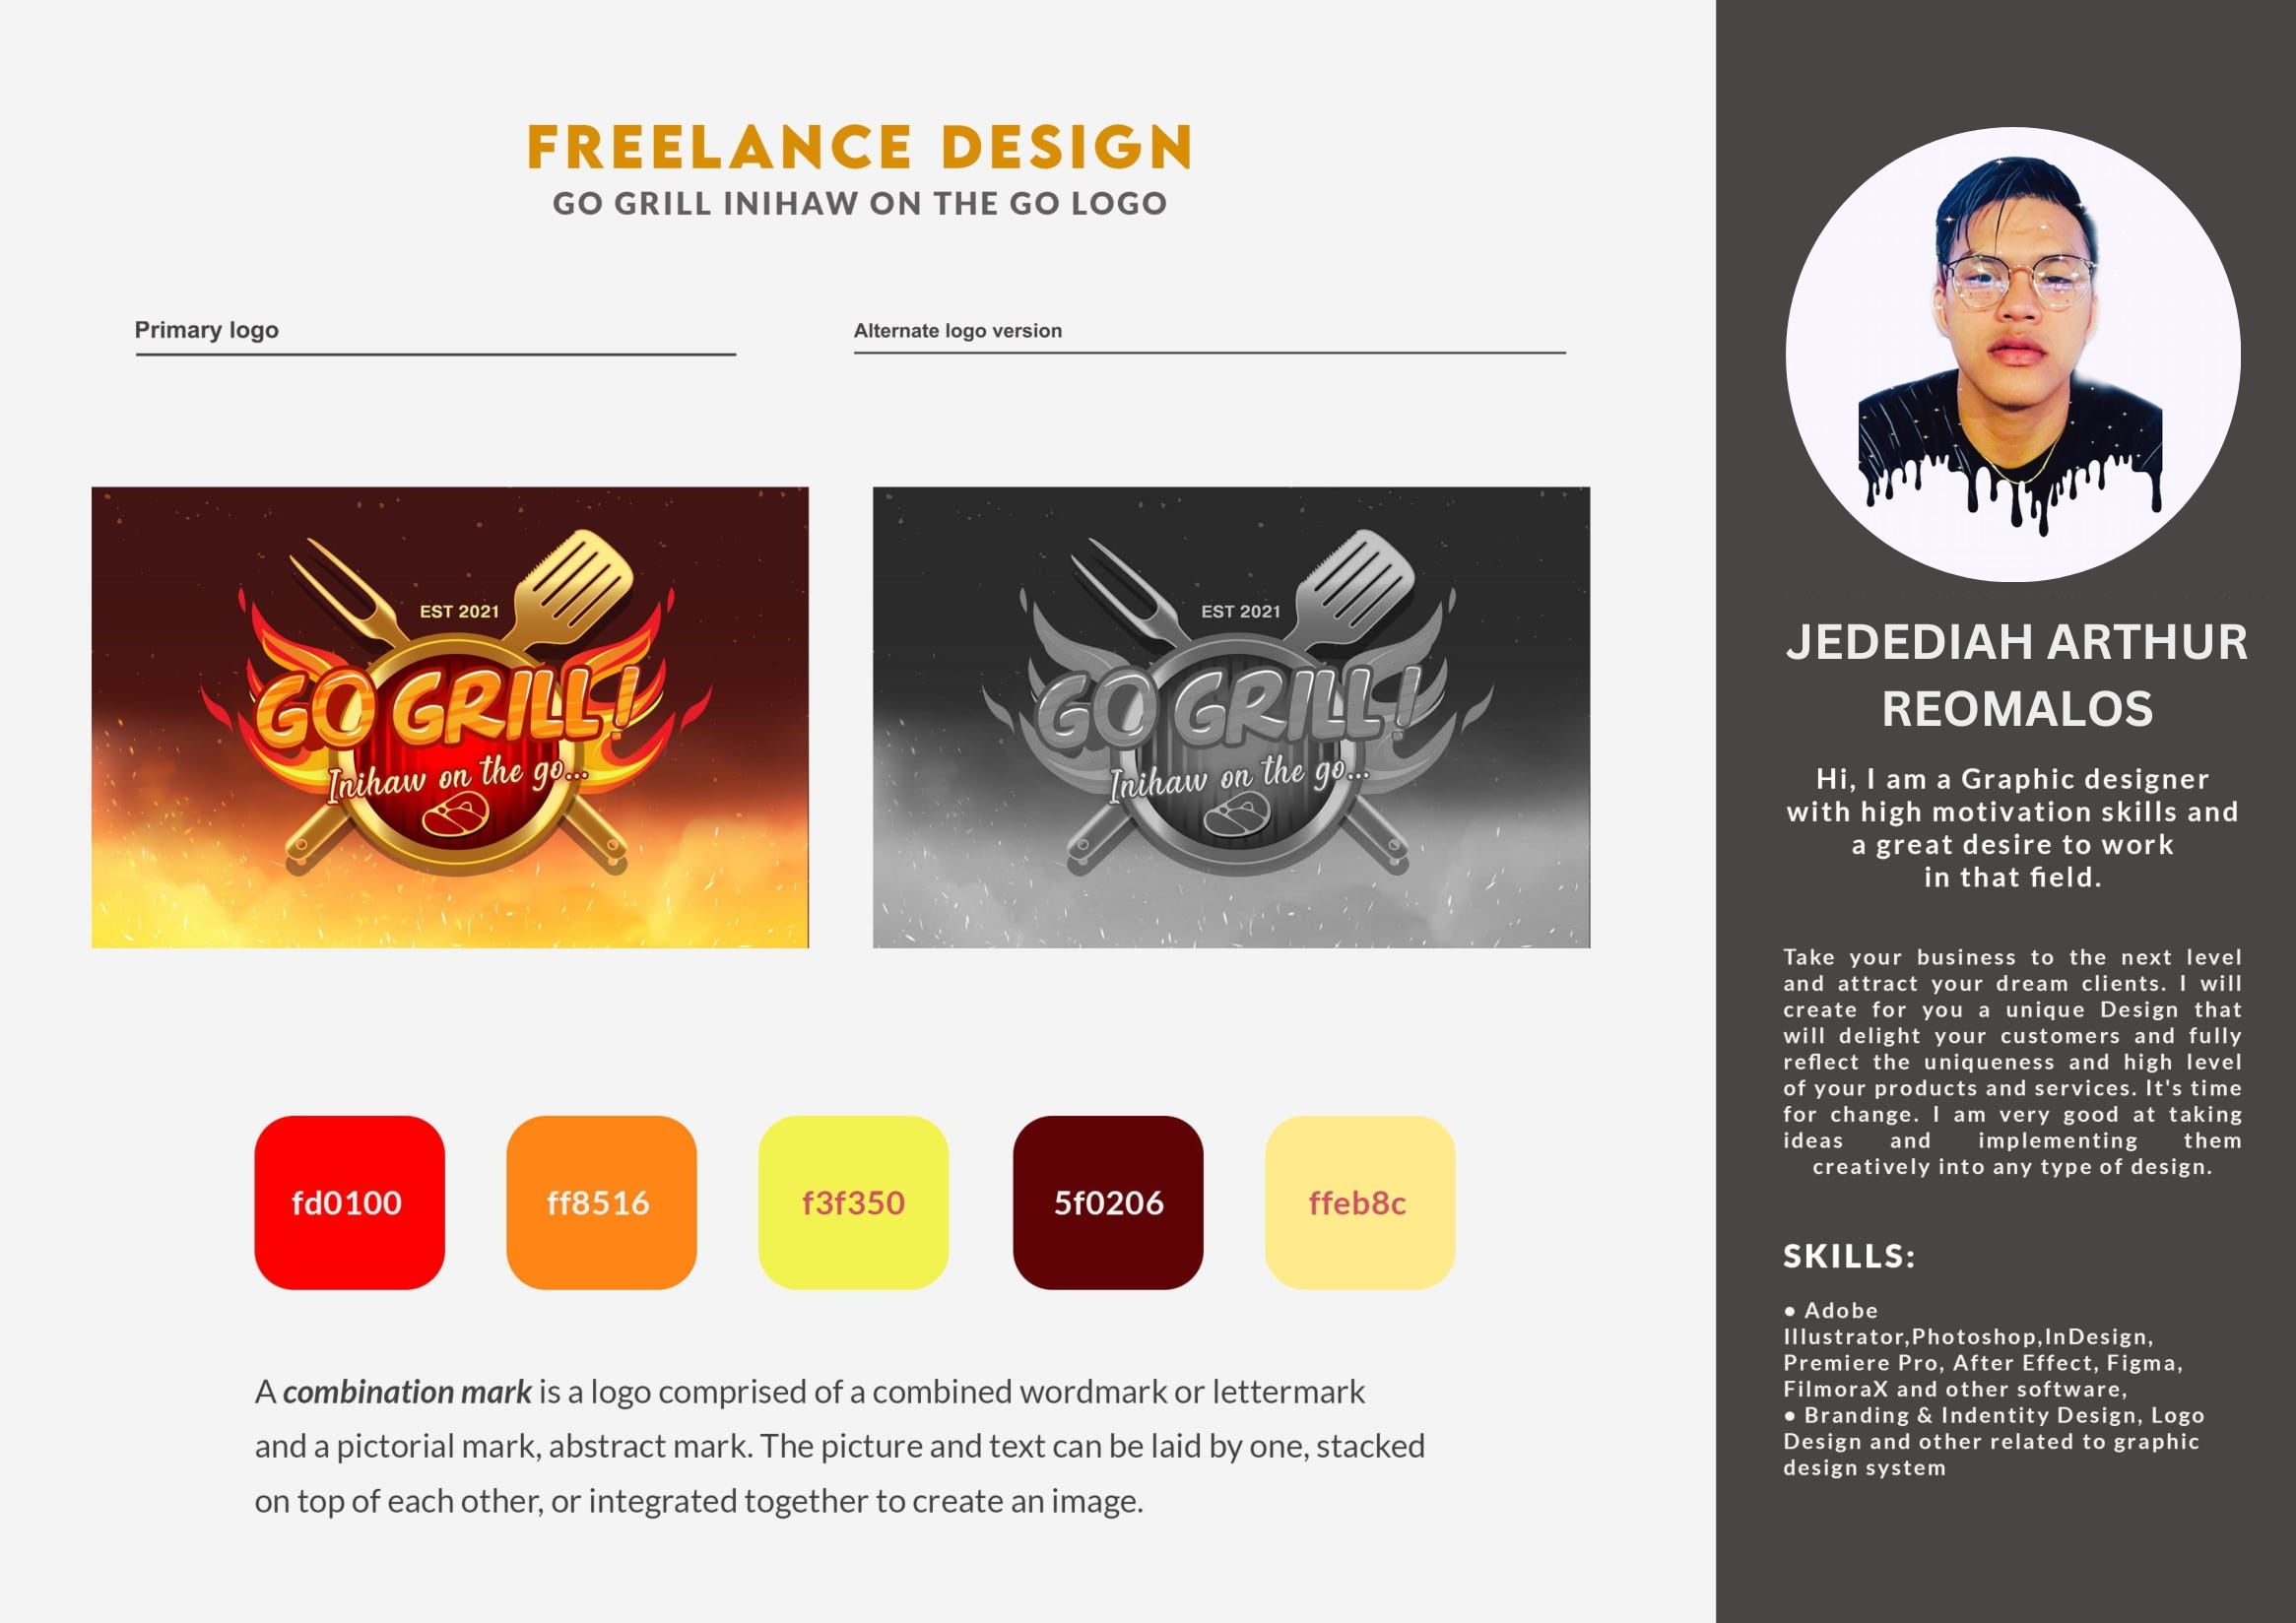 FREELANCE DESIGN
GO GRILL INIHAW ON THE GO LOGO
Primary logo
Alternate logo version
EST 2021
GO GRILL!
Inihaw on the go...
EST 2021
GO GRILL!
Inihaw on the go...
fd0100
ff8516
f3f350
5f0206
ffeb8c
A combination mark is a logo comprised of a combined wordmark or lettermark
and a pictorial mark, abstract mark. The picture and text can be laid by one, stacked
on top of each other, or integrated together to create an image.
JEDEDIAH ARTHUR
REOMALOS
Hi, I am a Graphic designer
with high motivation skills and
a great desire to work
in that field.
Take your business to the next level
and attract your dream clients. I will
create for you a unique Design that
will delight your customers and fully
reflect the uniqueness and high level
of your products and services. It's time
for change. I am very good at taking
ideas and implementing them
creatively into any type of design.
SKILLS:
● Adobe
Illustrator,Photoshop,InDesign,
Premiere Pro, After Effect, Figma,
FilmoraX and other software,
● Branding & Indentity Design, Logo
Design and other related to graphic
design system